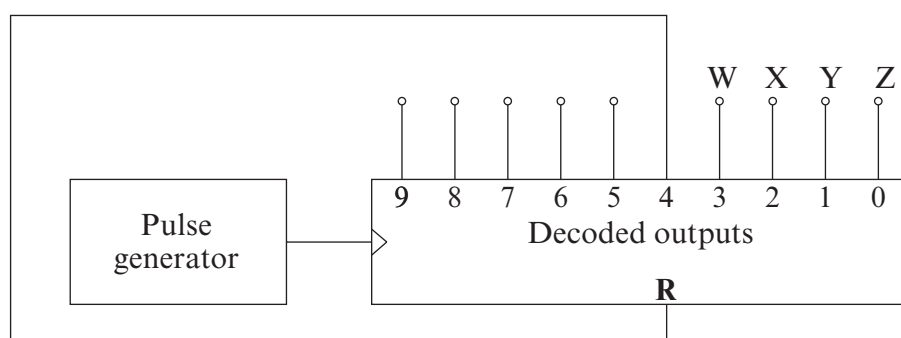 W X Y Z
9 8 7 6 5 4 3 2 1 0
Pulse
generator
Decoded outputs
R